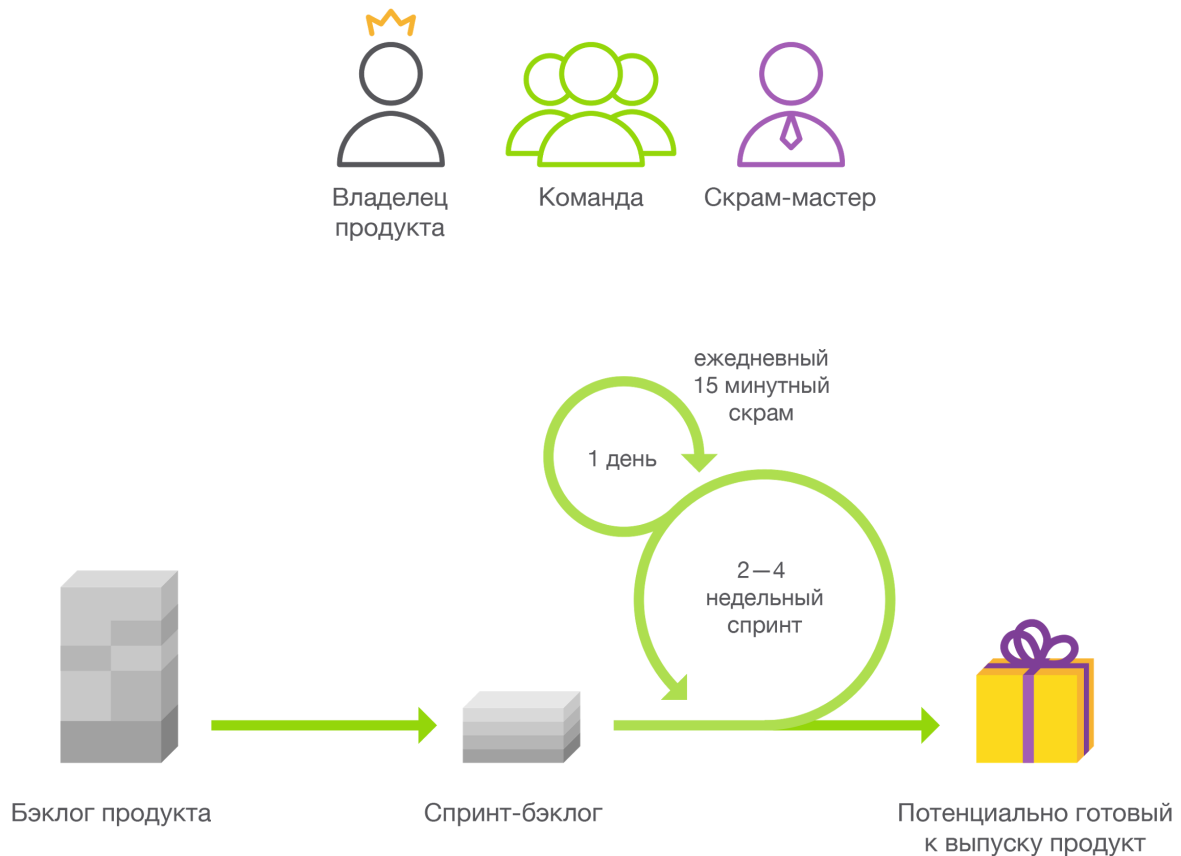 Владелец
продукта
Команда
Скрам-мастер
ежедневный
15 минутный
скрам
1 день
2—4
недельный
спринт
Бэклог продукта
Спринт-бэклог
Потенциально готовый
к выпуску продукт